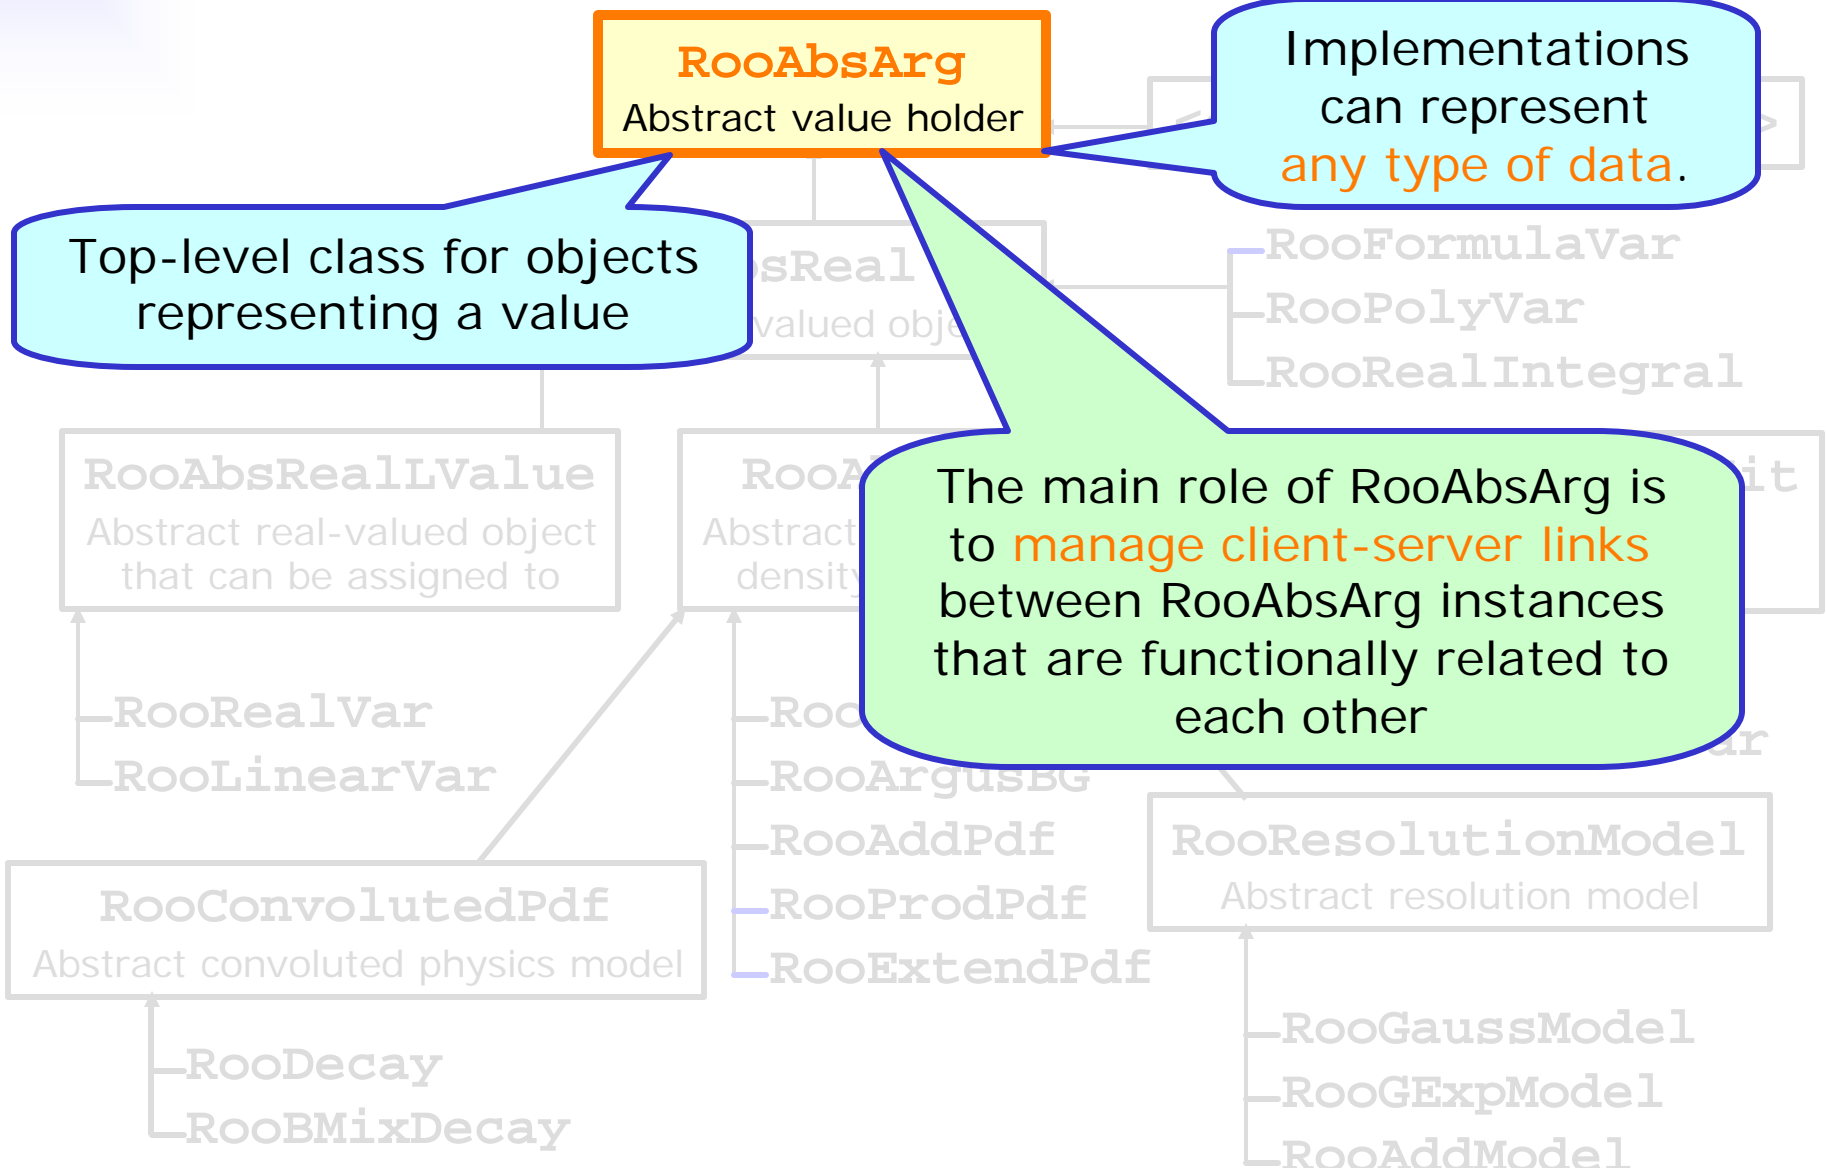 RooAbsArg
Abstract value holder
Implementations
can represent
any type of data.
<
>
Top-level class for objects
representing a value
sReal
valued obje
RooFormulaVar
RooPolyVar
RooRealIntegral
RooAbsRealLValue
Abstract real-valued object
that can be assigned to
RooA
Abstract
density
it
The main role of RooAbsArg is
to manage client-server links
between RooAbsArg instances
that are functionally related to
each other
RooRealVar
RooLinearVar
Roo
RooArgusBG
RooAddPdf
RooProdPdf
RooExtendPdf
ar
RooResolutionModel
Abstract resolution model
RooConvolutedPdf
Abstract convoluted physics model
RooDecay
RooBMixDecay
RooGaussModel
RooGExpModel
RooAddModel